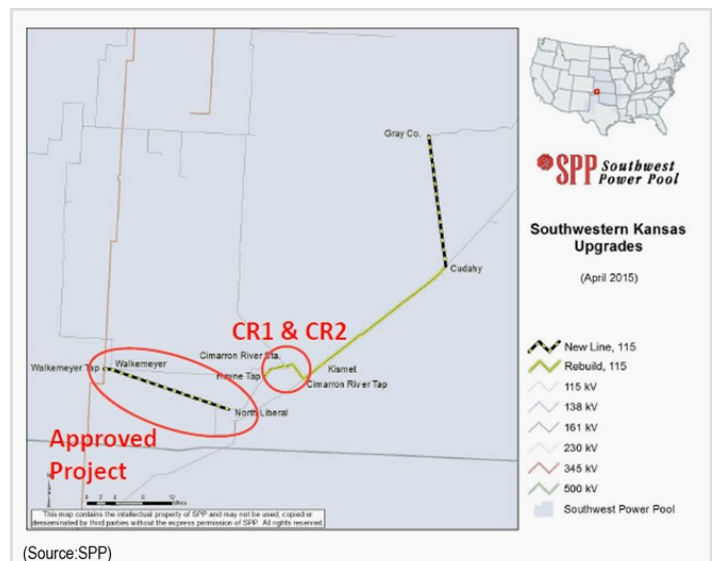 Gray Co.
Cudahy
CR1 & CR2
Cimarron River Sta.
Walkemeyer Tap
Walkemeyer
Hayne Tap
Kismet
Cimarron River Tap
North Liberal
Approved
Project
Miles
This map contains the intellectual property of SPP and may not be used, copied or
disseminated by third parties without the express permission of SPP. All rights reserved
SPP Southwest
Power Pool
Southwestern Kansas
Upgrades
(April 2015)
New Line, 115
Rebuild, 115
115 kV
138 kV
161 kV
230 kV
345 kV
500 kV
Southwest Power Pool
(Source:SPP)